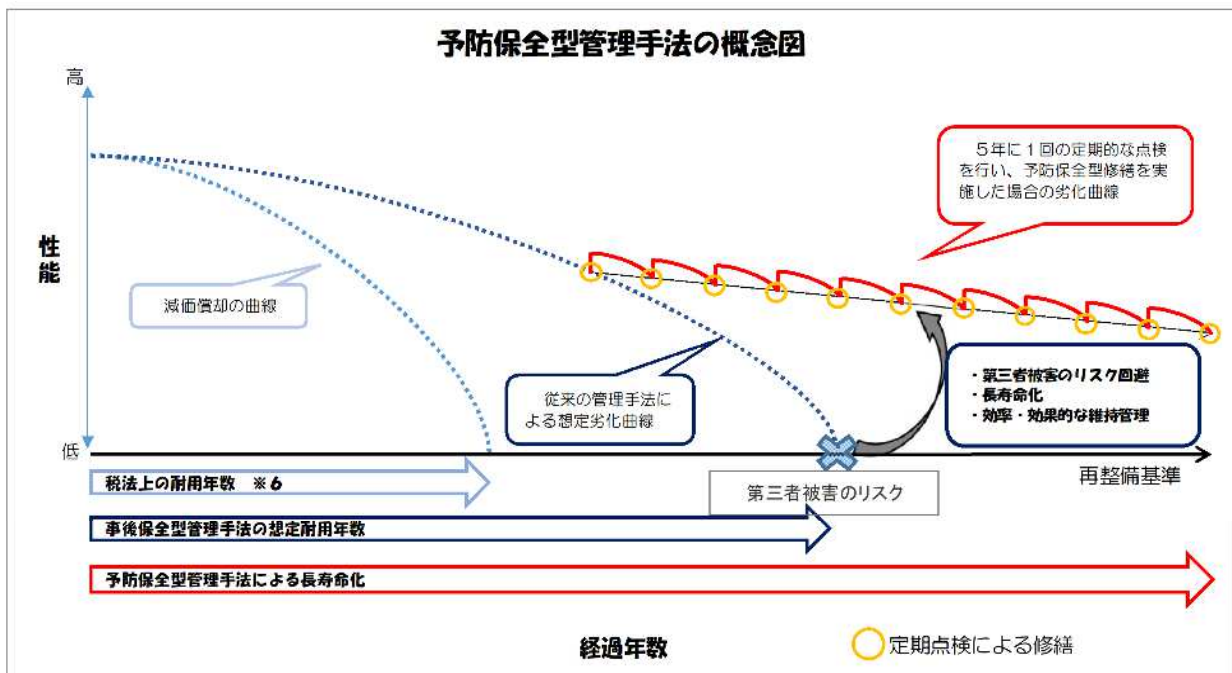 予防保全型管理手法の概念図
高
5年に1回の定期的な点検
を行い、予防保全型修繕を実
施した場合の劣化曲線
性能
減価償却の曲線
従来の管理手法に
よる想定劣化曲線
・第三者被害のリスク回避
・長寿命化
・効率・効果的な維持管理
低
再整備基準
税法上の耐用年数 ※6
第三者被害のリスク
事後保全型管理手法の想定耐用年数
予防保全型管理手法による長寿命化
経過年数
定期点検による修繕